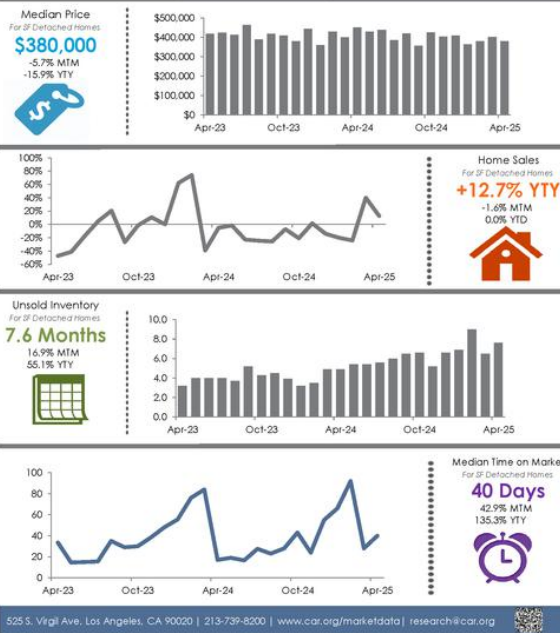 Median Price
For SF Detached Homes
$380,000
-5.7% MTM
-15.9% YTY
$500,000
$400,000
$300,000
$200,000
$100,000
$0
Apr-23
Oct-23
Apr-24
Oct-24
Apr-25
100%
80%
60%
40%
20%
0%
-20%
-40%
-60%
Apr-23
Oct-23
Apr-24
Oct-24
Apr-25
Home Sales
For SF Detached Homes
+12.7% YTY
-1.6% MTM
0.0% YTD
Unsold Inventory
For SF Detached Homes
7.6 Months
16.9% MTM
55.1% YTY
10.0
8.0
6.0
4.0
2.0
0.0
Apr-23
Oct-23
Apr-24
Oct-24
Apr-25
100
80
60
40
20
0
Apr-23
Oct-23
Apr-24
Oct-24
Apr-25
Median Time on Marke
For SF Detached Homes
40 Days
42.9% MTM
135.3% YTY
525 S. Virgil Ave, Los Angeles, CA 90020 | 213-739-8200 | www.car.org/marketdata| research@car.org